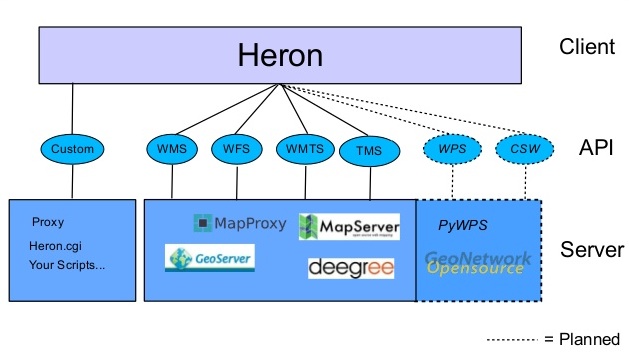 Heron
Client
Custom
WMS
WFS
WMTS
TMS
WPS
CSW
API
Proxy
Heron.cgi
Your Scripts...
MapProxy
MapServer
open source web mapping
GeoServer
deegree
PyWPS
GeoNetwork
Opensource
Server
= Planned